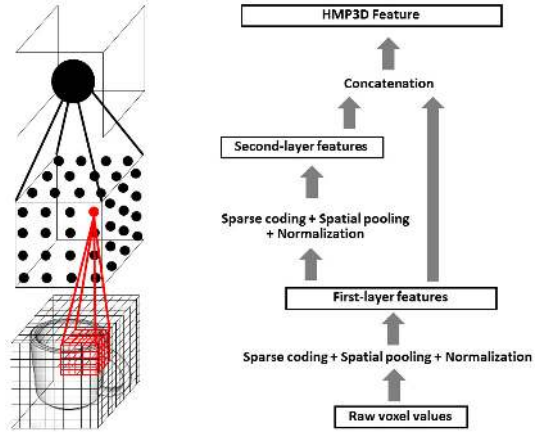 HMP3D Feature
Concatenation
Second-layer features
Sparse coding + Spatial pooling
+ Normalization
First-layer features
Sparse coding + Spatial pooling + Normalization
Raw voxel values